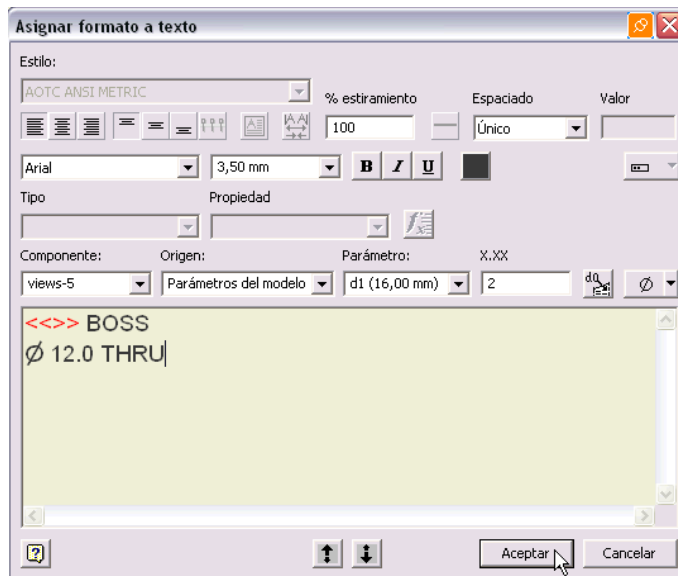 Asignar formato a texto
Estilo:
AOTC ANSI METRIC
% estiramiento
Espaciado
Valor
100
Único
Arial
3,50 mm
B I U
Tipo
Propiedad
Componente:
Origen:
Parámetro:
X.XX
views-5
Parámetros del modelo
d1 (16,00 mm)
2
<<>> BOSS
Ø 12.0 THRU
Aceptar
Cancelar